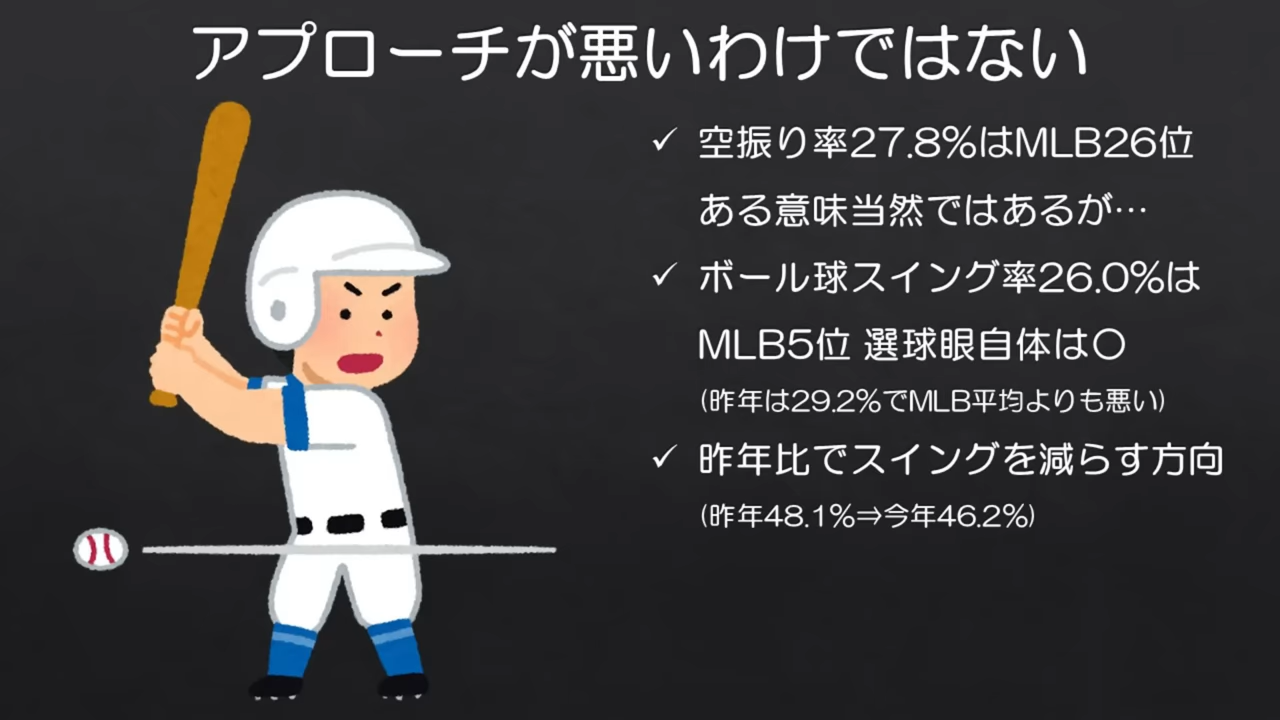 アプローチが悪いわけではない
✓ 空振り率27.8%はMLB26位
ある意味当然ではあるが…
✓ ボール球スイング率26.0%は
MLB5位 選球眼自体は〇
(昨年は29.2%でMLB平均よりも悪い)
✓ 昨年比でスイングを減らす方向
(昨年48.1%⇒今年46.2%)